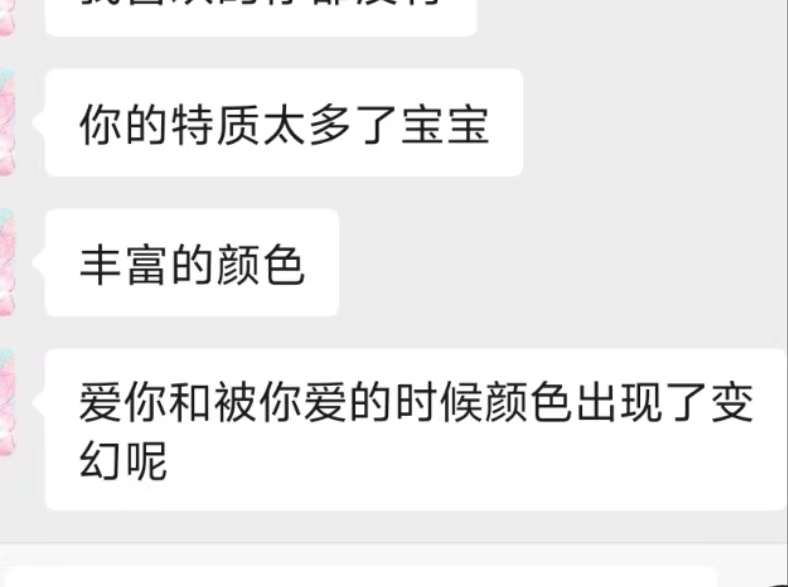 你的特质太多了宝宝
丰富的颜色
爱你和被你爱的时候颜色出现了变
幻呢